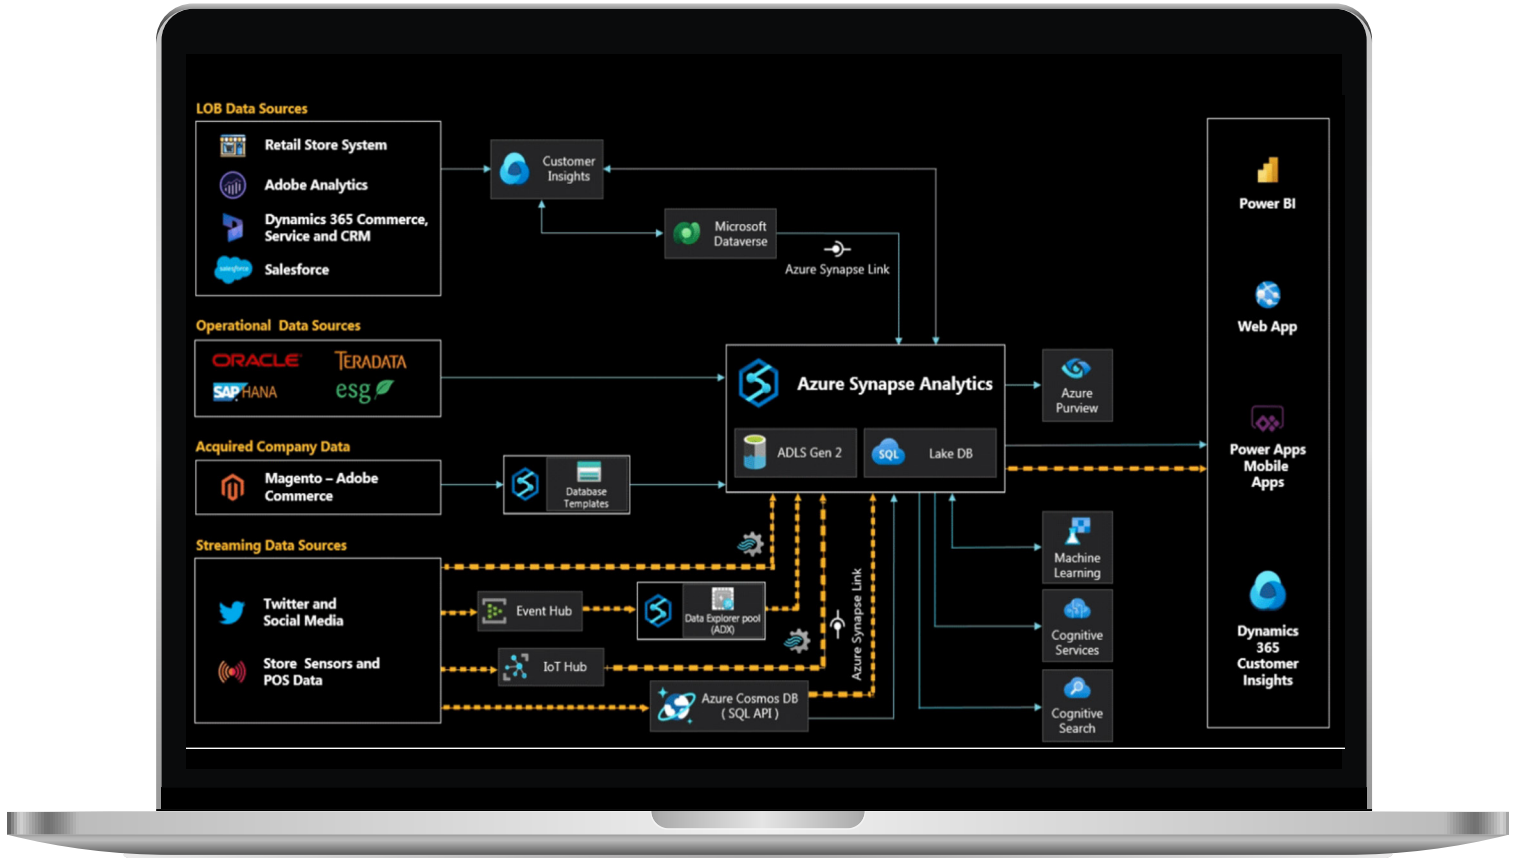 LOB Data Sources
Retail Store System
Adobe Analytics
Dynamics 365 Commerce,
Service and CRM
salesforce
Salesforce
Customer
Insights
Microsoft
Dataverse
Azure Synapse Link
Operational Data Sources
ORACLE
TERADATA
SAP HANA
esg
Acquired Company Data
Magento – Adobe
Commerce
Database
Templates
Azure Synapse Analytics
ADLS Gen 2
SQL
Lake DB
Azure
Purview
Streaming Data Sources
Twitter and
Social Media
Store Sensors and
POS Data
Event Hub
Data Explorer pool
(ADX)
IoT Hub
Azure Cosmos DB
( SQL API )
Azure Synapse Link
Machine
Learning
Cognitive
Services
Cognitive
Search
Power BI
Web App
Power Apps
Mobile
Apps
Dynamics
365
Customer
Insights